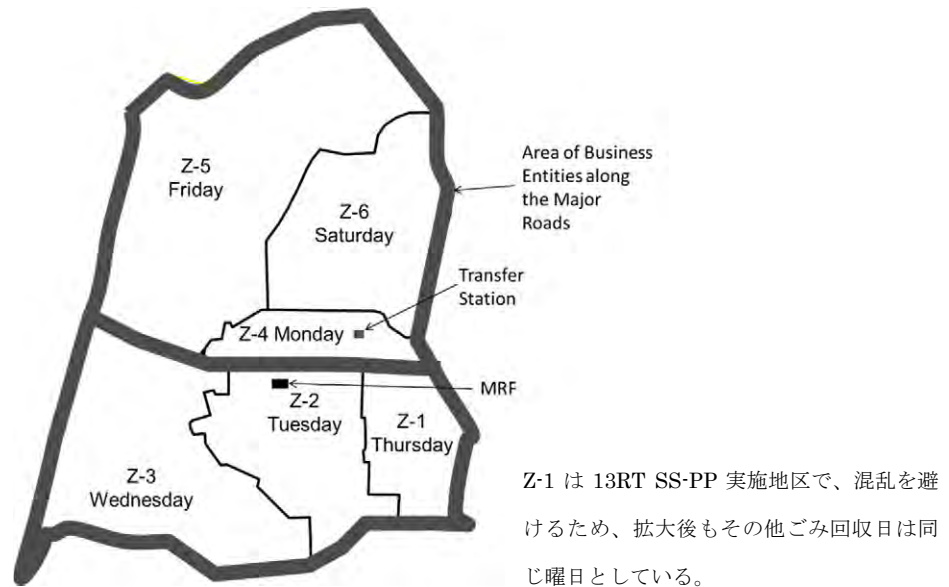 Z-5
Friday
Area of Business
Entities along
the Major
Roads
Z-6
Saturday
Transfer
Station
Z-4 Monday
MRF
Z-2
Tuesday
Z-1
Thursday
Z-3
Wednesday
Z-1 は 13RT SS-PP 実施地区で、混乱を避
けるため、拡大後もその他ごみ回収日は同
じ曜日としている。